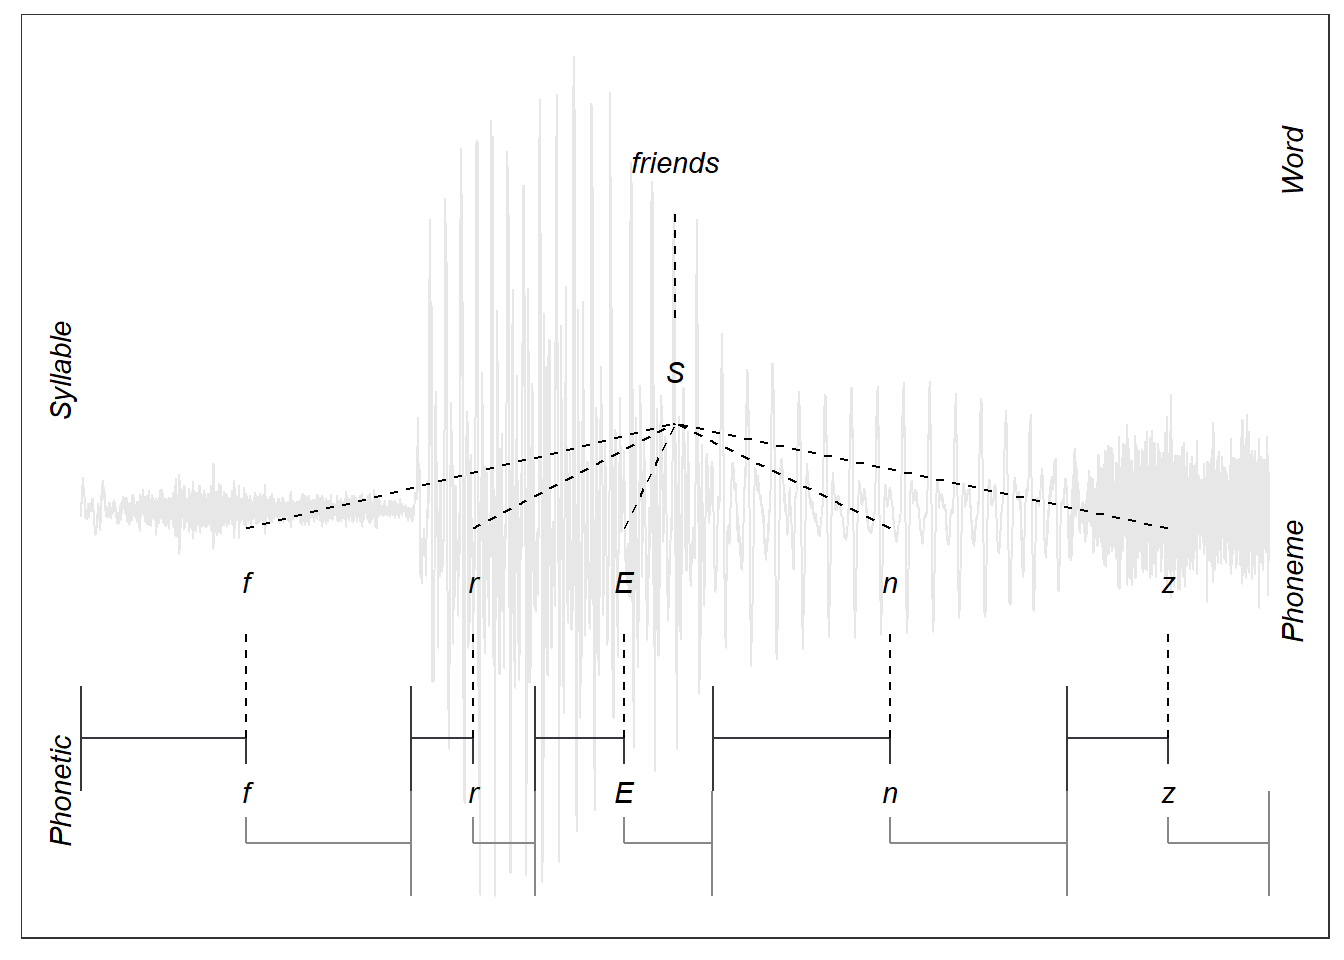 Word
friends
Syllable
S
Phoneme
f r E n z
Phonetic
f r E n z